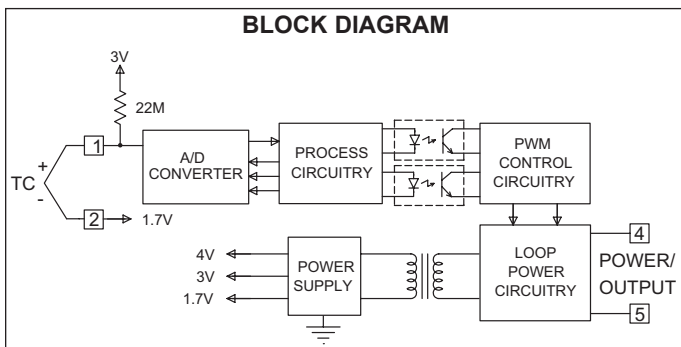 BLOCK DIAGRAM
3V
22M
1
A/D
CONVERTER
PROCESS
CIRCUITRY
PWM
CONTROL
CIRCUITRY
+
TC
-
2
1.7V
4V
3V
1.7V
POWER
SUPPLY
LOOP
POWER
CIRCUITRY
4
POWER/
OUTPUT
5